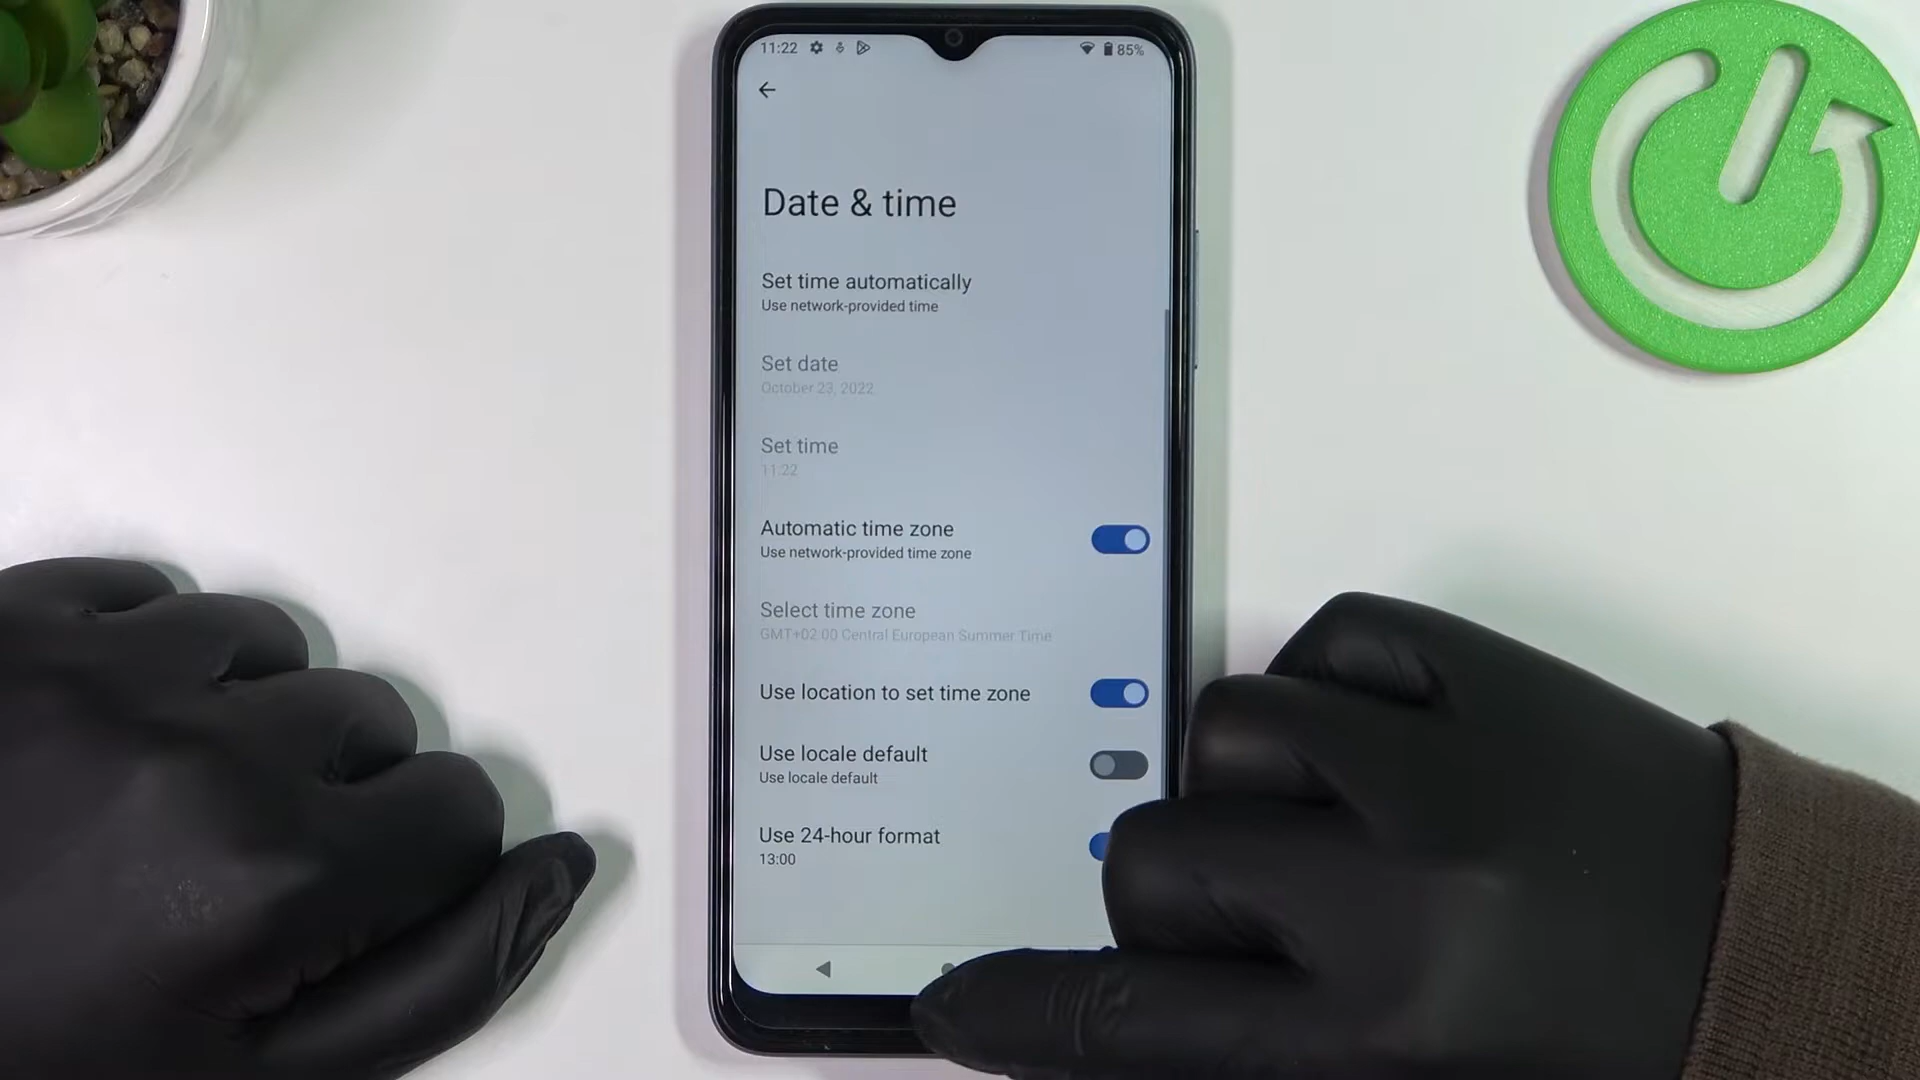 11:22 85%
Date & time
Set time automatically
Use network-provided time
Set date
October 23, 2022
Set time
11:22
Automatic time zone
Use network-provided time zone
Select time zone
GMT+02:00 Central European Summer Time
Use location to set time zone
Use locale default
Use locale default
Use 24-hour format
13:00